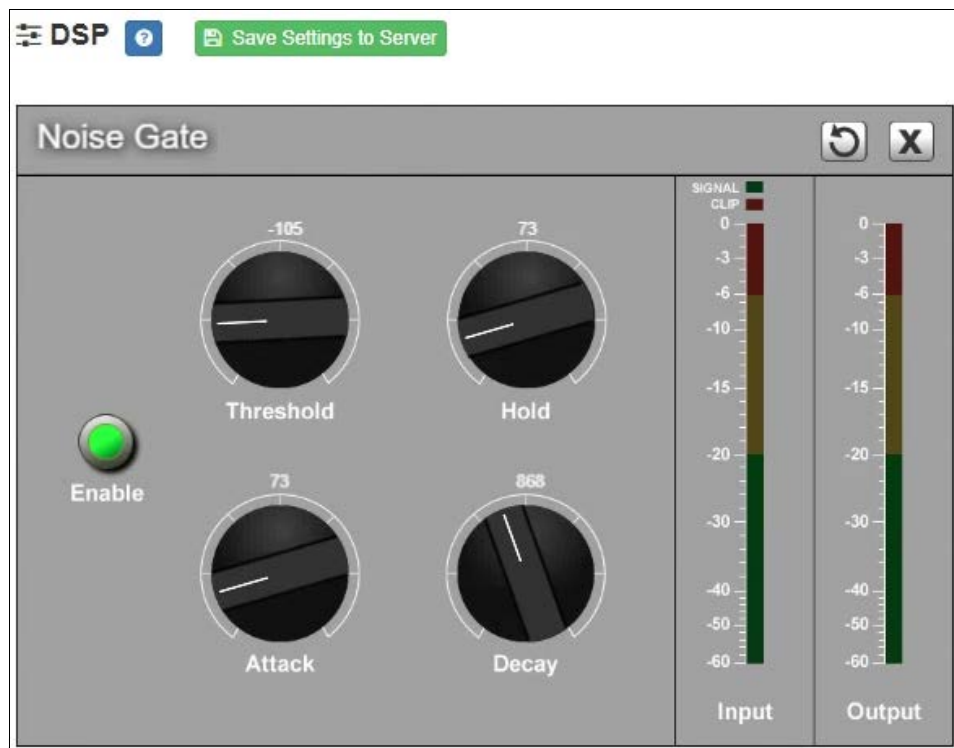 DSP ? Save Settings to Server
Noise Gate X
SIGNAL
CLIP
-105 73
Threshold Hold
Enable
73 868
Attack Decay
0 0
-3 -3
-6 -6
-10 -10
-15 -15
-20 -20
-30 -30
-40 -40
-50 -50
-60 -60
Input Output